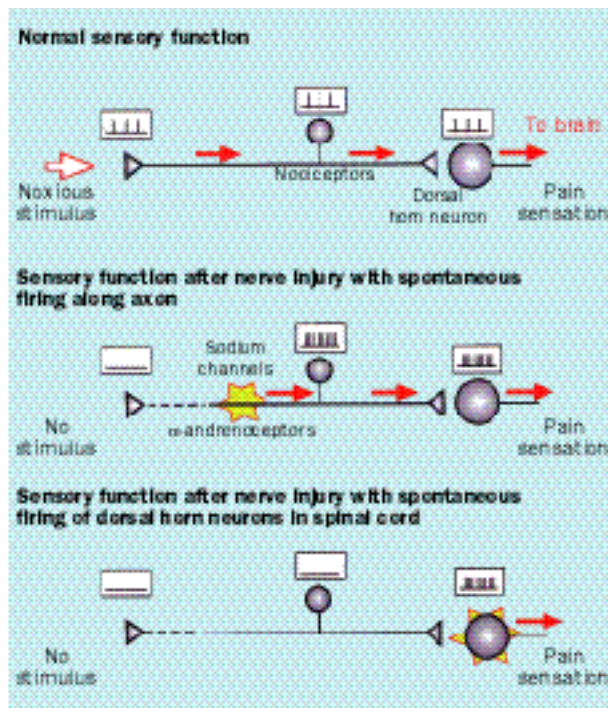 Normal sensory function
To brain
Noxious
stimulus
Nociceptors
Dorsal
horn neuron
Pain
sensation
Sensory function after nerve injury with spontaneous
firing along axon
Sodium
channels
No
stimulus
α-andrenoceptors
Pain
sensation
Sensory function after nerve injury with spontaneous
firing of dorsal horn neurons in spinal cord
No
stimulus
Pain
sensation